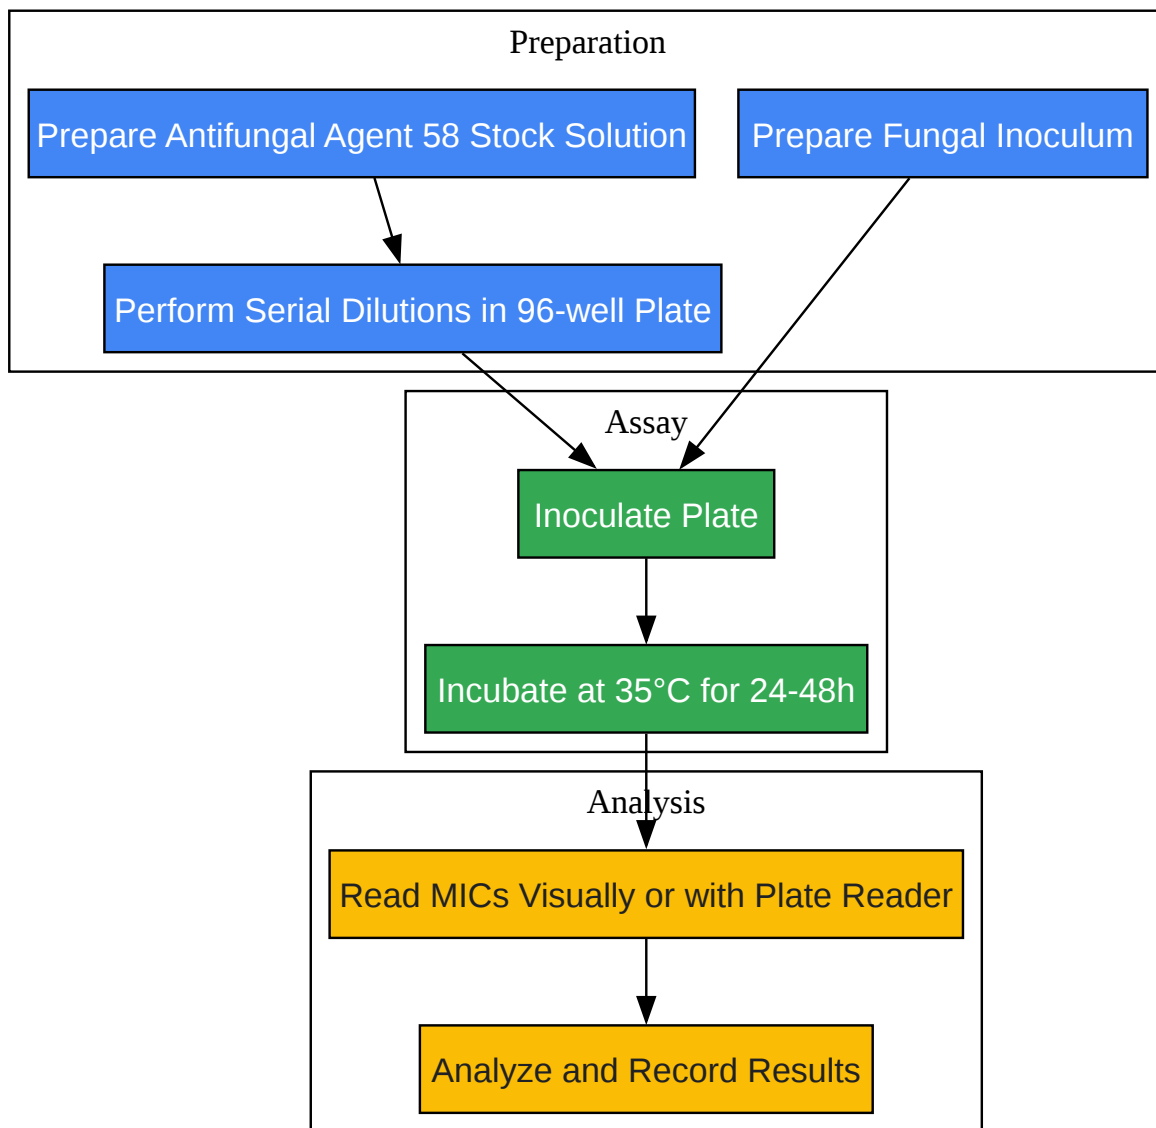 Preparation
Prepare Antifungal Agent 58 Stock Solution
Prepare Fungal Inoculum
Perform Serial Dilutions in 96-well Plate
Assay
Inoculate Plate
Incubate at 35°C for 24-48h
Analysis
Read MICs Visually or with Plate Reader
Analyze and Record Results